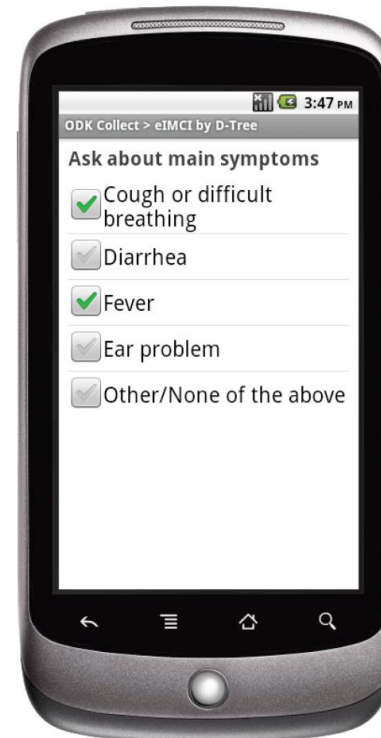 3:47 PM
ODK Collect > eIMCI by D-Tree
Ask about main symptoms
Cough or difficult
breathing
Diarrhea
Fever
Ear problem
Other/None of the above